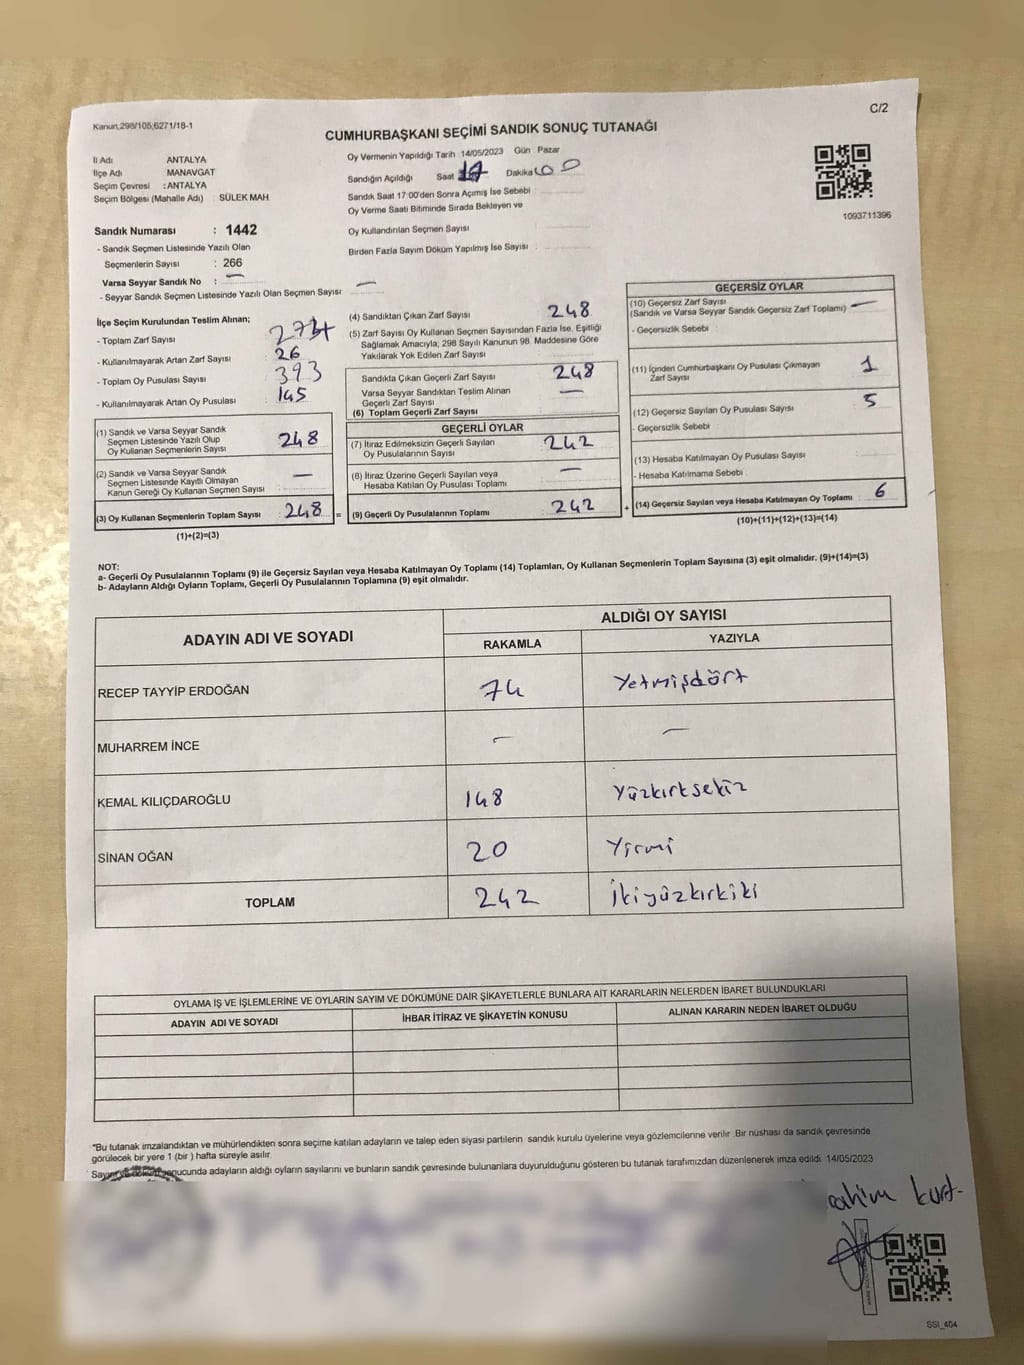 Kanun,298/105;6271/18-1
C/2
CUMHURBAŞKANI SEÇİMİ SANDIK SONUÇ TUTANAĞI
İl Adı ANTALYA
İlçe Adı MANAVGAT
Seçim Çevresi : ANTALYA
Seçim Bölgesi (Mahalle Adı) : SÜLEK MAH
Sandık Numarası : 1442
- Sandık Seçmen Listesinde Yazılı Olan
Seçmenlerin Sayısı : 266
Varsa Seyyar Sandık No : —
- Seyyar Sandık Seçmen Listesinde Yazılı Olan Seçmen Sayısı : —
Oy Vermenin Yapıldığı Tarih :14/05/2023 Gün : Pazar
Sandığın Açıldığı Saat 17 Dakika 00
Sandık Saat 17:00'den Sonra Açımış İse Sebebi :
Oy Verme Saati Bitiminde Sırada Bekleyen ve
Oy Kullandırılan Seçmen Sayısı :
Birden Fazla Sayım Döküm Yapılmış İse Sayısı :
1093711396
İlçe Seçim Kurulundan Teslim Alınan;
- Toplam Zarf Sayısı :
- Kullanılmayarak Artan Zarf Sayısı : 26
- Toplam Oy Pusulası Sayısı : 393
- Kullanılmayarak Artan Oy Pusulası : 145
(1) Sandık ve Varsa Seyyar Sandık
Seçmen Listesinde Yazılı Olup
Oy Kullanan Seçmenlerin Sayısı : 248
(2) Sandık ve Varsa Seyyar Sandık
Seçmen Listesinde Kayıtlı Olmayan
Kanun Gereği Oy Kullanan Seçmen Sayısı : —
(3) Oy Kullanan Seçmenlerin Toplam Sayısı : 248 =
(1)+(2)=(3)
(4) Sandıktan Çıkan Zarf Sayısı : 248
(5) Zarf Sayısı Oy Kullanan Seçmen Sayısından Fazla İse, Eşitliği
Sağlamak Amacıyla, 298 Sayılı Kanunun 98. Maddesine Göre
Yakılarak Yok Edilen Zarf Sayısı :
Sandıkta Çıkan Geçerli Zarf Sayısı : 248
Varsa Seyyar Sandıktan Teslim Alınan
Geçerli Zarf Sayısı : —
(6) Toplam Geçerli Zarf Sayısı :
GEÇERLİ OYLAR
(7) İtiraz Edilmeksizin Geçerli Sayılan
Oy Pusulalarının Sayısı : 242
(8) İtiraz Üzerine Geçerli Sayılan veya
Hesaba Katılan Oy Pusulası Toplamı : —
(9) Geçerli Oy Pusulalarının Toplamı : 242 +
GEÇERSİZ OYLAR
(10) Geçersiz Zarf Sayısı
(Sandık ve Varsa Seyyar Sandık Geçersiz Zarf Toplamı) : —
- Geçersizlik Sebebi :
(11) İçinden Cumhurbaşkanı Oy Pusulası Çıkmayan
Zarf Sayısı : 1
(12) Geçersiz Sayılan Oy Pusulası Sayısı : 5
- Geçersizlik Sebebi :
(13) Hesaba Katılmayan Oy Pusulası Sayısı :
- Hesaba Katılmama Sebebi :
(14) Geçersiz Sayılan veya Hesaba Katılmayan Oy Toplamı : 6
(10)+(11)+(12)+(13)=(14)
NOT:
a- Geçerli Oy Pusulalarının Toplamı (9) ile Geçersiz Sayılan veya Hesaba Katılmayan Oy Toplamı (14) Toplamları, Oy Kullanan Seçmenlerin Toplam Sayısına (3) eşit olmalıdır. (9)+(14)=(3)
b- Adayların Aldığı Oyların Toplamı, Geçerli Oy Pusulalarının Toplamına (9) eşit olmalıdır.
ADAYIN ADI VE SOYADI
ALDIĞI OY SAYISI
RAKAMLA YAZIYLA
RECEP TAYYİP ERDOĞAN 74 Yetmişdört
MUHARREM İNCE — —
KEMAL KILIÇDAROĞLU 148 Yüzkırksekiz
SİNAN OĞAN 20 Yirmi
TOPLAM 242 İkiyüzkırkiki
OYLAMA İŞ VE İŞLEMLERİNE VE OYLARIN SAYIM VE DÖKÜMÜNE DAİR ŞİKAYETLERLE BUNLARA AİT KARARLARIN NELERDEN İBARET BULUNDUKLARI
ADAYIN ADI VE SOYADI İHBAR İTİRAZ VE ŞİKAYETİN KONUSU ALINAN KARARIN NEDEN İBARET OLDUĞU
*Bu tutanak imzalandıktan ve mühürlendikten sonra seçime katılan adayların ve talep eden siyasi partilerin sandık kurulu üyelerine veya gözlemcilerine verilir. Bir nüshası da sandık çevresinde
görülecek bir yere 1 (bir ) hafta süreyle asılır.
sonucunda adayların aldığı oyların sayılarını ve bunların sandık çevresinde bulunanlara duyurulduğunu gösteren bu tutanak tarafımızdan düzenlenerek imza edildi. 14/05/2023
rahim kurt-
SSI_404